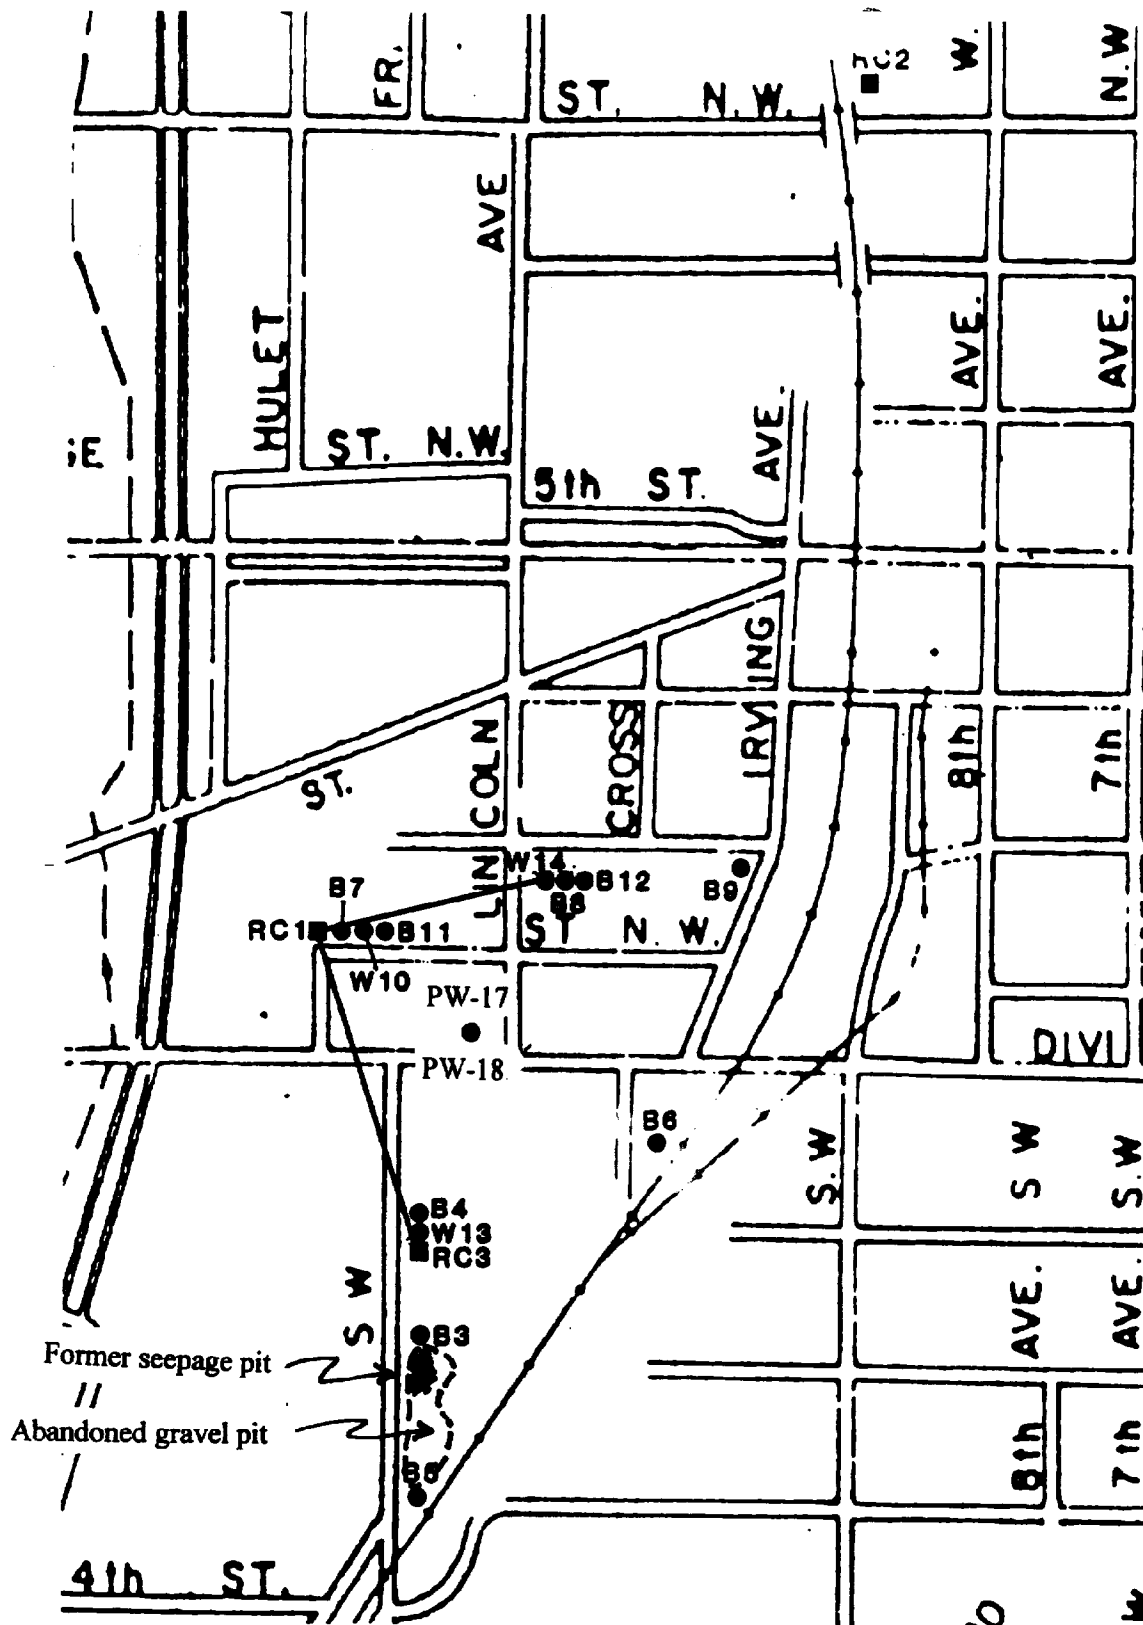 RC2
W.
N.W
FR.
ST. N.W.
AVE
HULET
AVE.
AVE.
ST. N.W.
AVE.
5th ST.
IRVING
CROSS
LINCOLN
8th
7th
ST.
W14
B8
B12
B9
B7
RC1
B11
W10
ST N.W.
PW-17
PW-18
DIVI
B6
S.W
S W
S.W
B4
W13
RC3
S W
AVE.
AVE.
B3
Former seepage pit
Abandoned gravel pit
B5
8th
7th
4th ST.